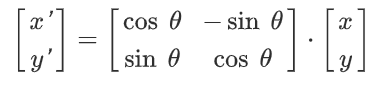 [x'] = [cos θ  − sin θ] · [x]
[y']   [sin θ  cos θ]   [y]